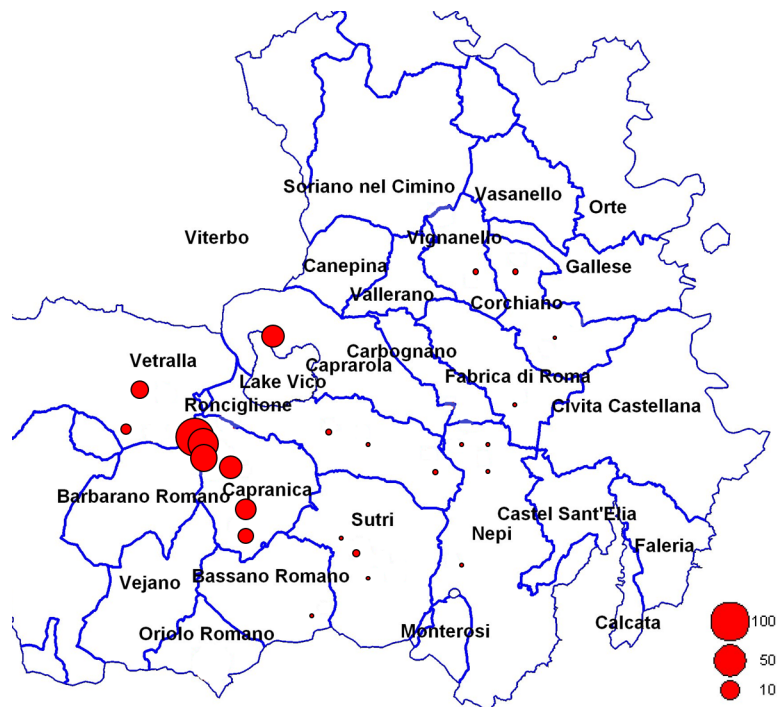 Soriano nel Cimino
Vasanello
Orte
Viterbo
Vignanello
Canepina
Gallese
Vallerano
Corchiano
Vetralla
Carbognano
Caprarola
Lake Vico
Fabrica di Roma
Ronciglione
Civita Castellana
Barbarano Romano
Capranica
Sutri
Castel Sant'Elia
Nepi
Faleria
Vejano
Bassano Romano
Oriolo Romano
Monterosi
Calcata
100
50
10